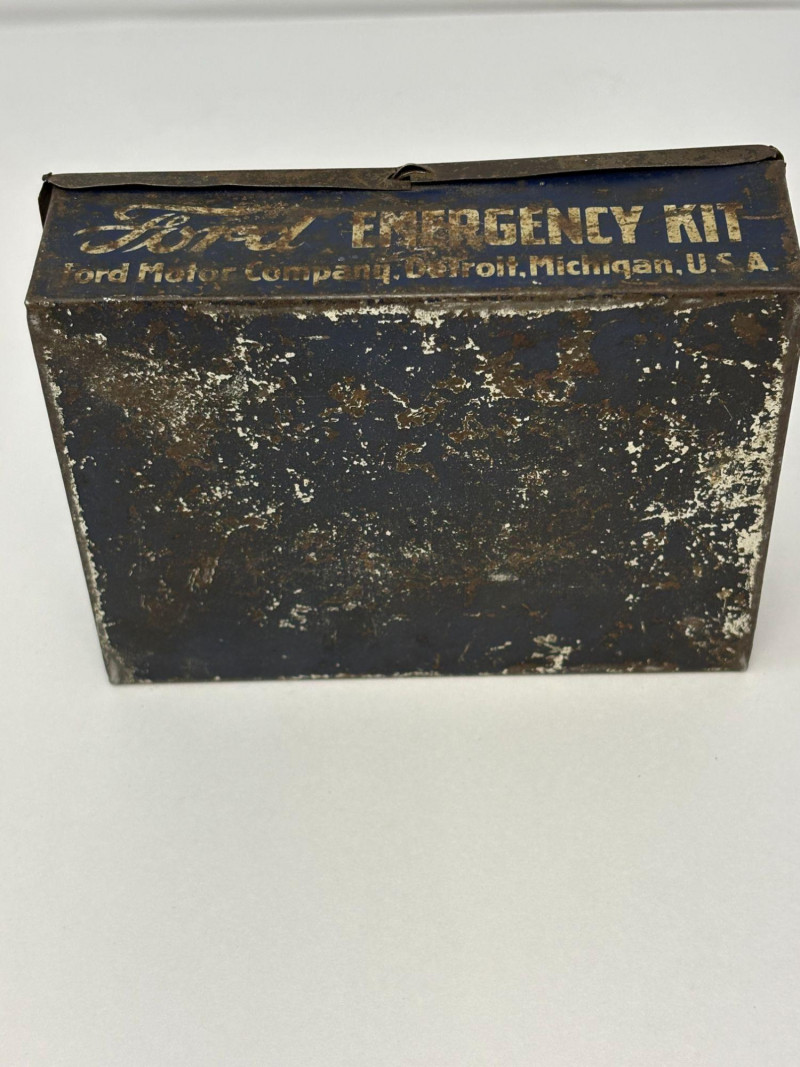 Ford EMERGENCY KIT
Ford Motor Company, Detroit, Michigan, U.S.A.